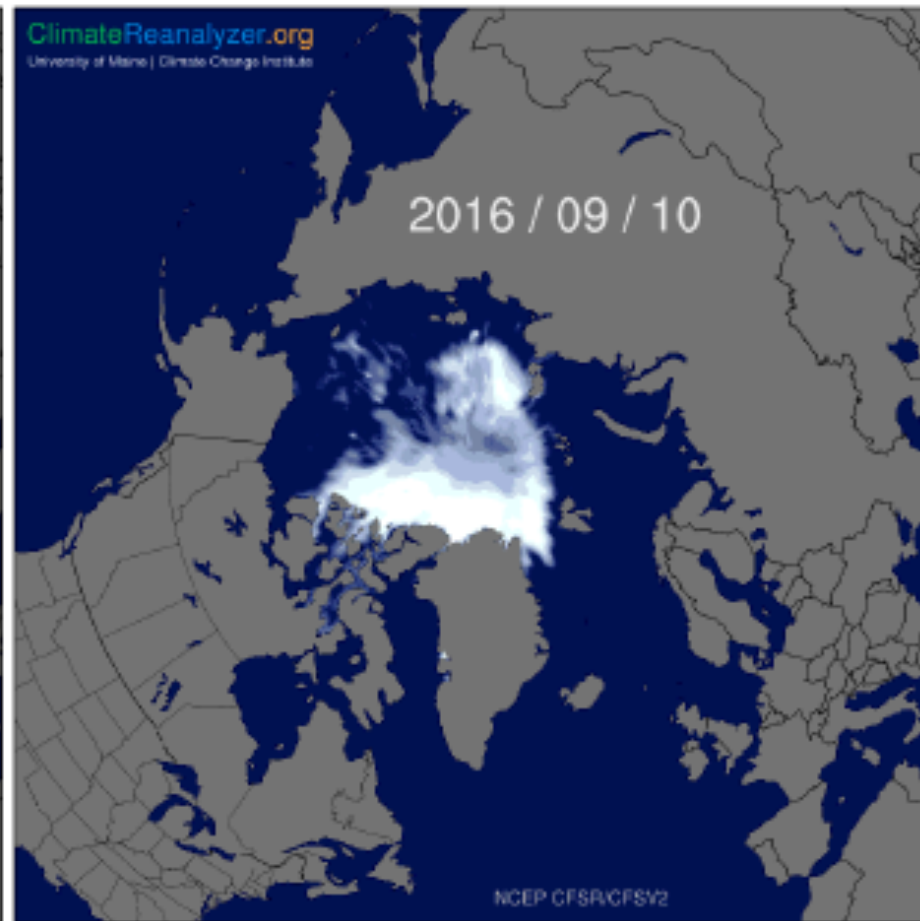 ClimateReanalyzer.org
University of Maine | Climate Change Institute
2016 / 09 / 10
NCEP CFSR/CFSV2